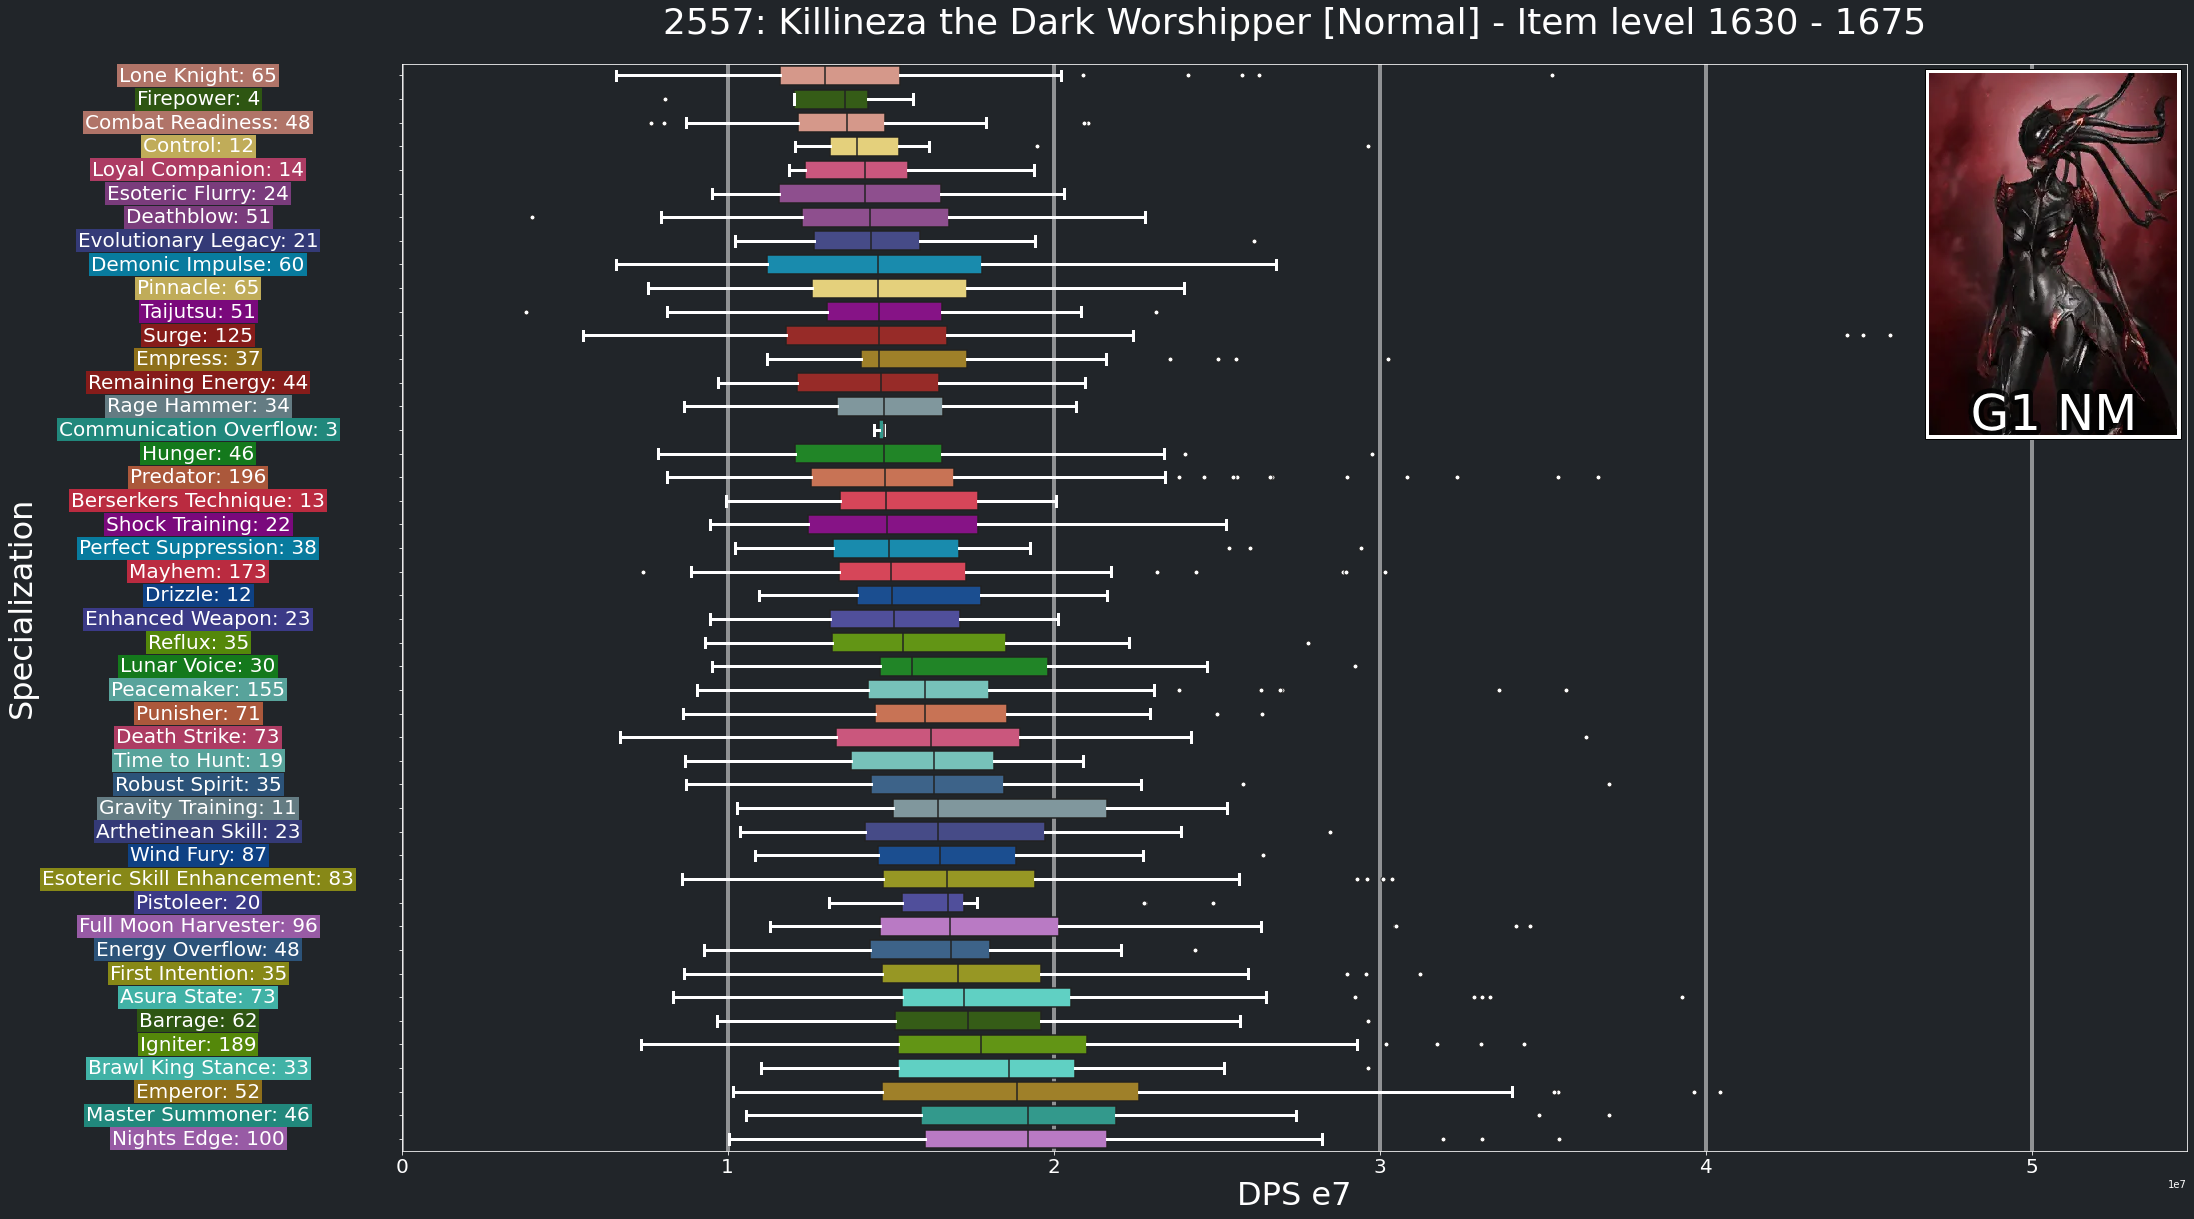 2557: Killineza the Dark Worshipper [Normal] - Item level 1630 - 1675
Lone Knight: 65
Firepower: 4
Combat Readiness: 48
Control: 12
Loyal Companion: 14
Esoteric Flurry: 24
Deathblow: 51
Evolutionary Legacy: 21
Demonic Impulse: 60
Pinnacle: 65
Taijutsu: 51
Surge: 125
Empress: 37
Remaining Energy: 44
Rage Hammer: 34
Communication Overflow: 3
Hunger: 46
Predator: 196
Berserkers Technique: 13
Shock Training: 22
Perfect Suppression: 38
Mayhem: 173
Drizzle: 12
Enhanced Weapon: 23
Reflux: 35
Lunar Voice: 30
Peacemaker: 155
Punisher: 71
Death Strike: 73
Time to Hunt: 19
Robust Spirit: 35
Gravity Training: 11
Arthetinean Skill: 23
Wind Fury: 87
Esoteric Skill Enhancement: 83
Pistoleer: 20
Full Moon Harvester: 96
Energy Overflow: 48
First Intention: 35
Asura State: 73
Barrage: 62
Igniter: 189
Brawl King Stance: 33
Emperor: 52
Master Summoner: 46
Nights Edge: 100
Specialization
G1 NM
0 1 2 3 4 5
1e7
DPS e7